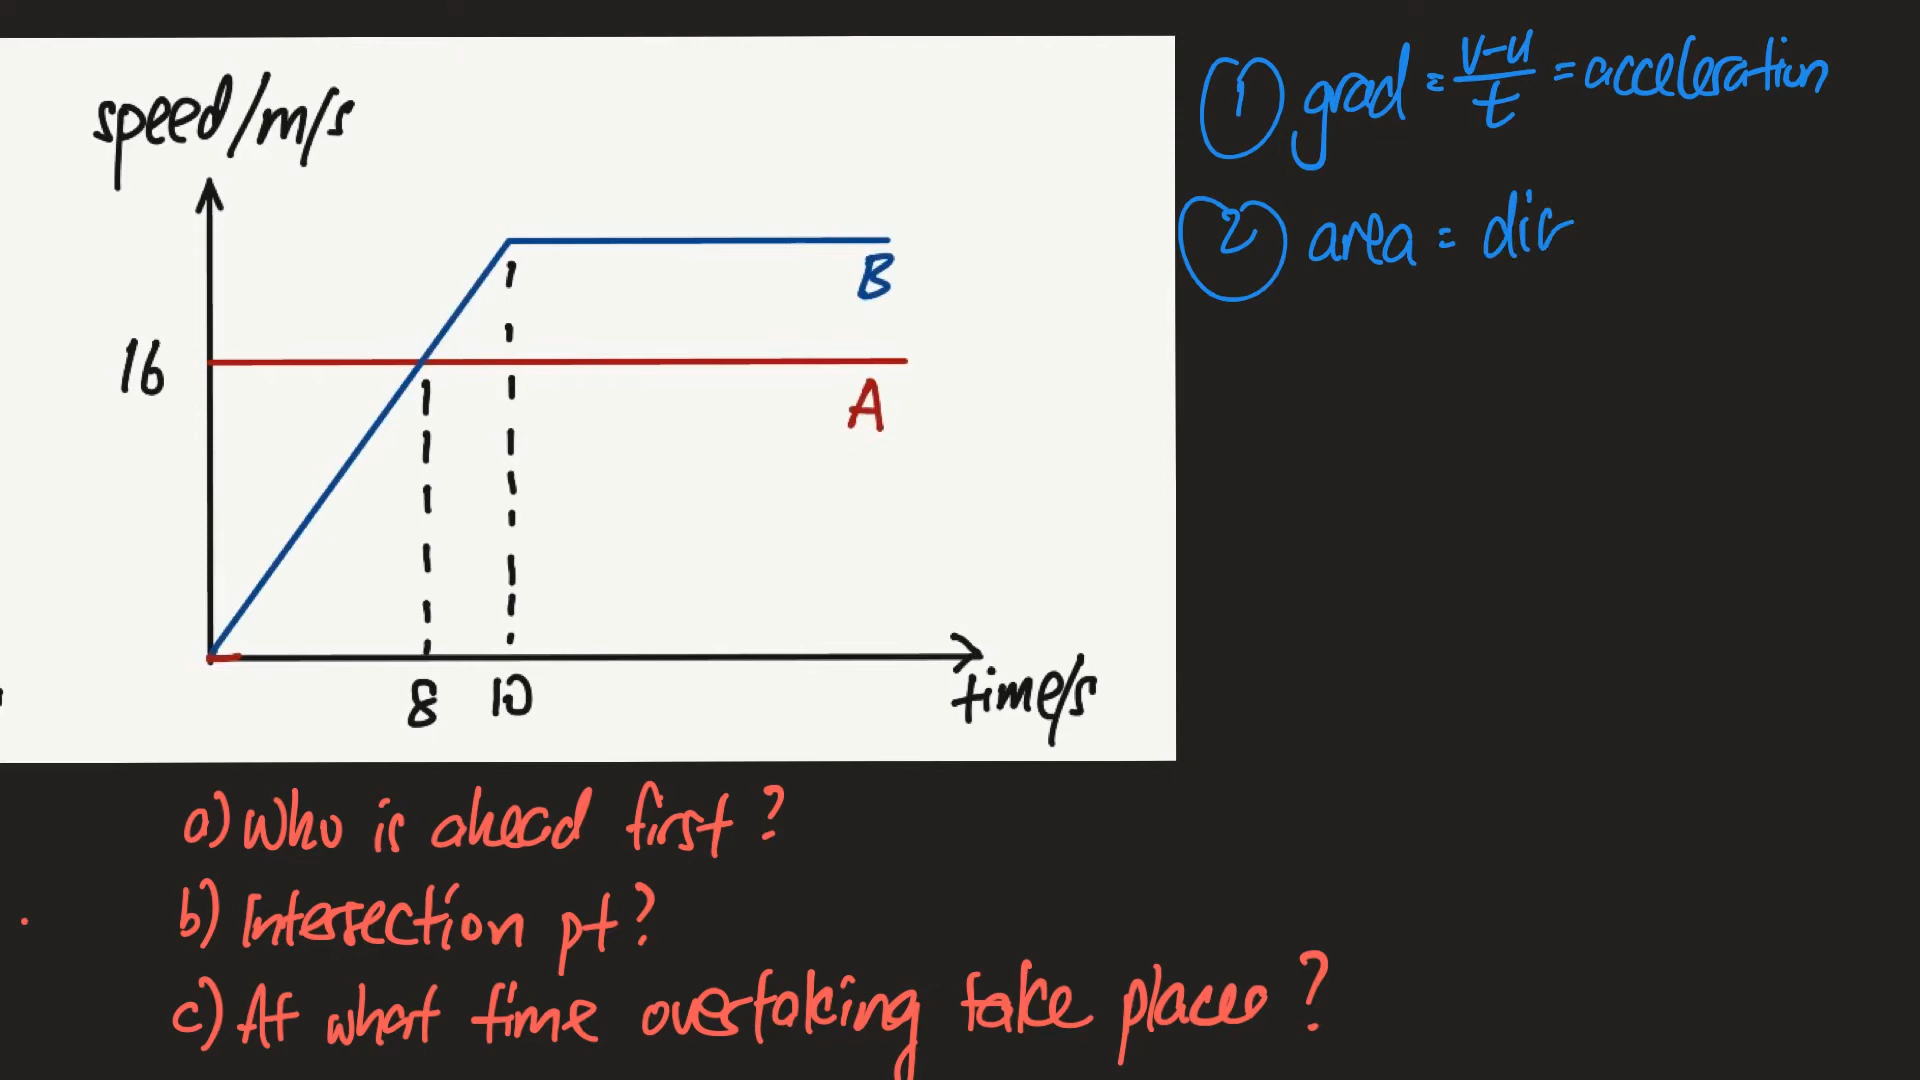 speed/m/s
16
B
A
8 10
time/s
① grad = v-u/t = acceleration
② area = dis
a) Who is ahead first?
b) Intersection pt?
c) At what time overtaking take place?